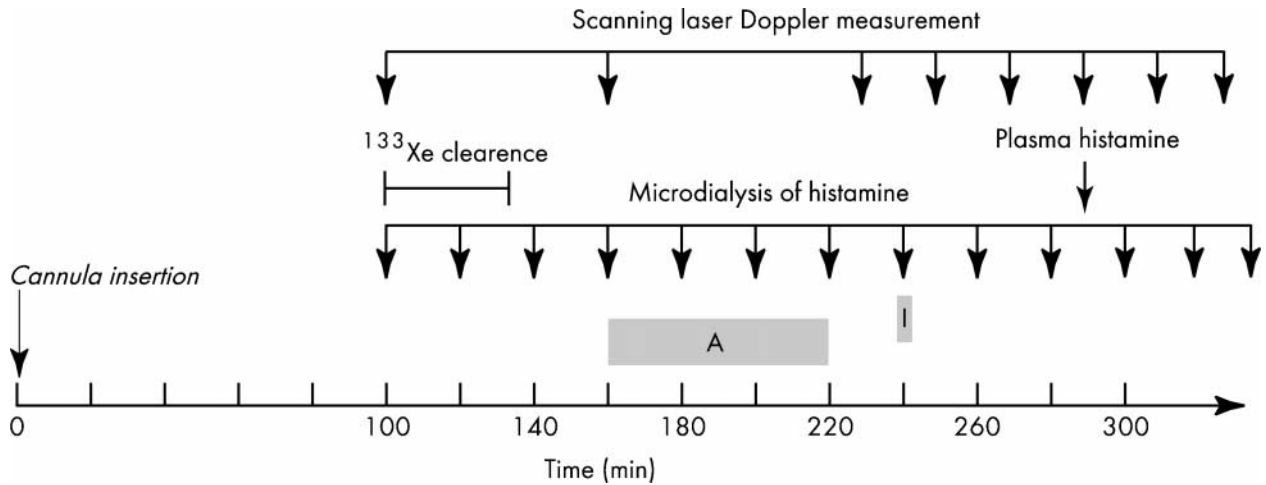 Scanning laser Doppler measurement
133Xe clearence
Plasma histamine
Microdialysis of histamine
Cannula insertion
I
A
0 100 140 180 220 260 300
Time (min)